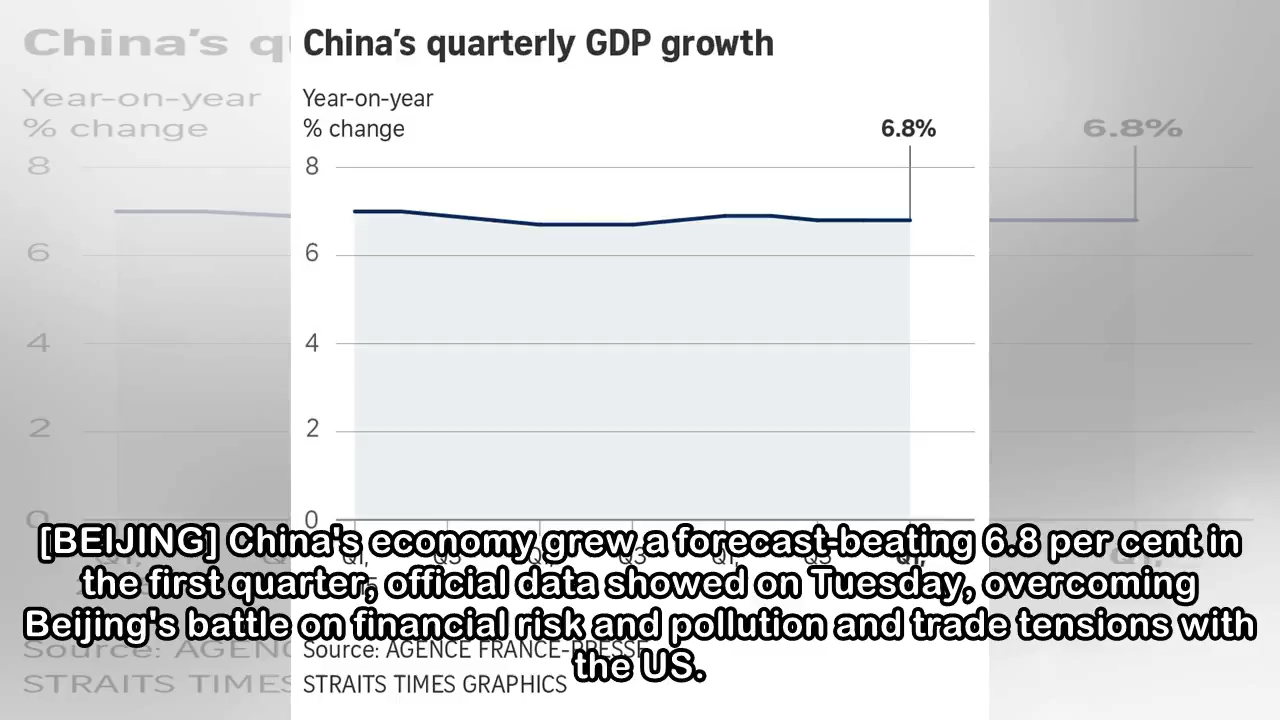 China's quarterly GDP growth
Year-on-year
% change
6.8%
8
6
4
2
0
[BEIJING] China's economy grew a forecast-beating 6.8 per cent in
the first quarter, official data showed on Tuesday, overcoming
Beijing's battle on financial risk and pollution and trade tensions with
the US.
Source: AGENCE FRANCE-PRESSE
STRAITS TIMES GRAPHICS